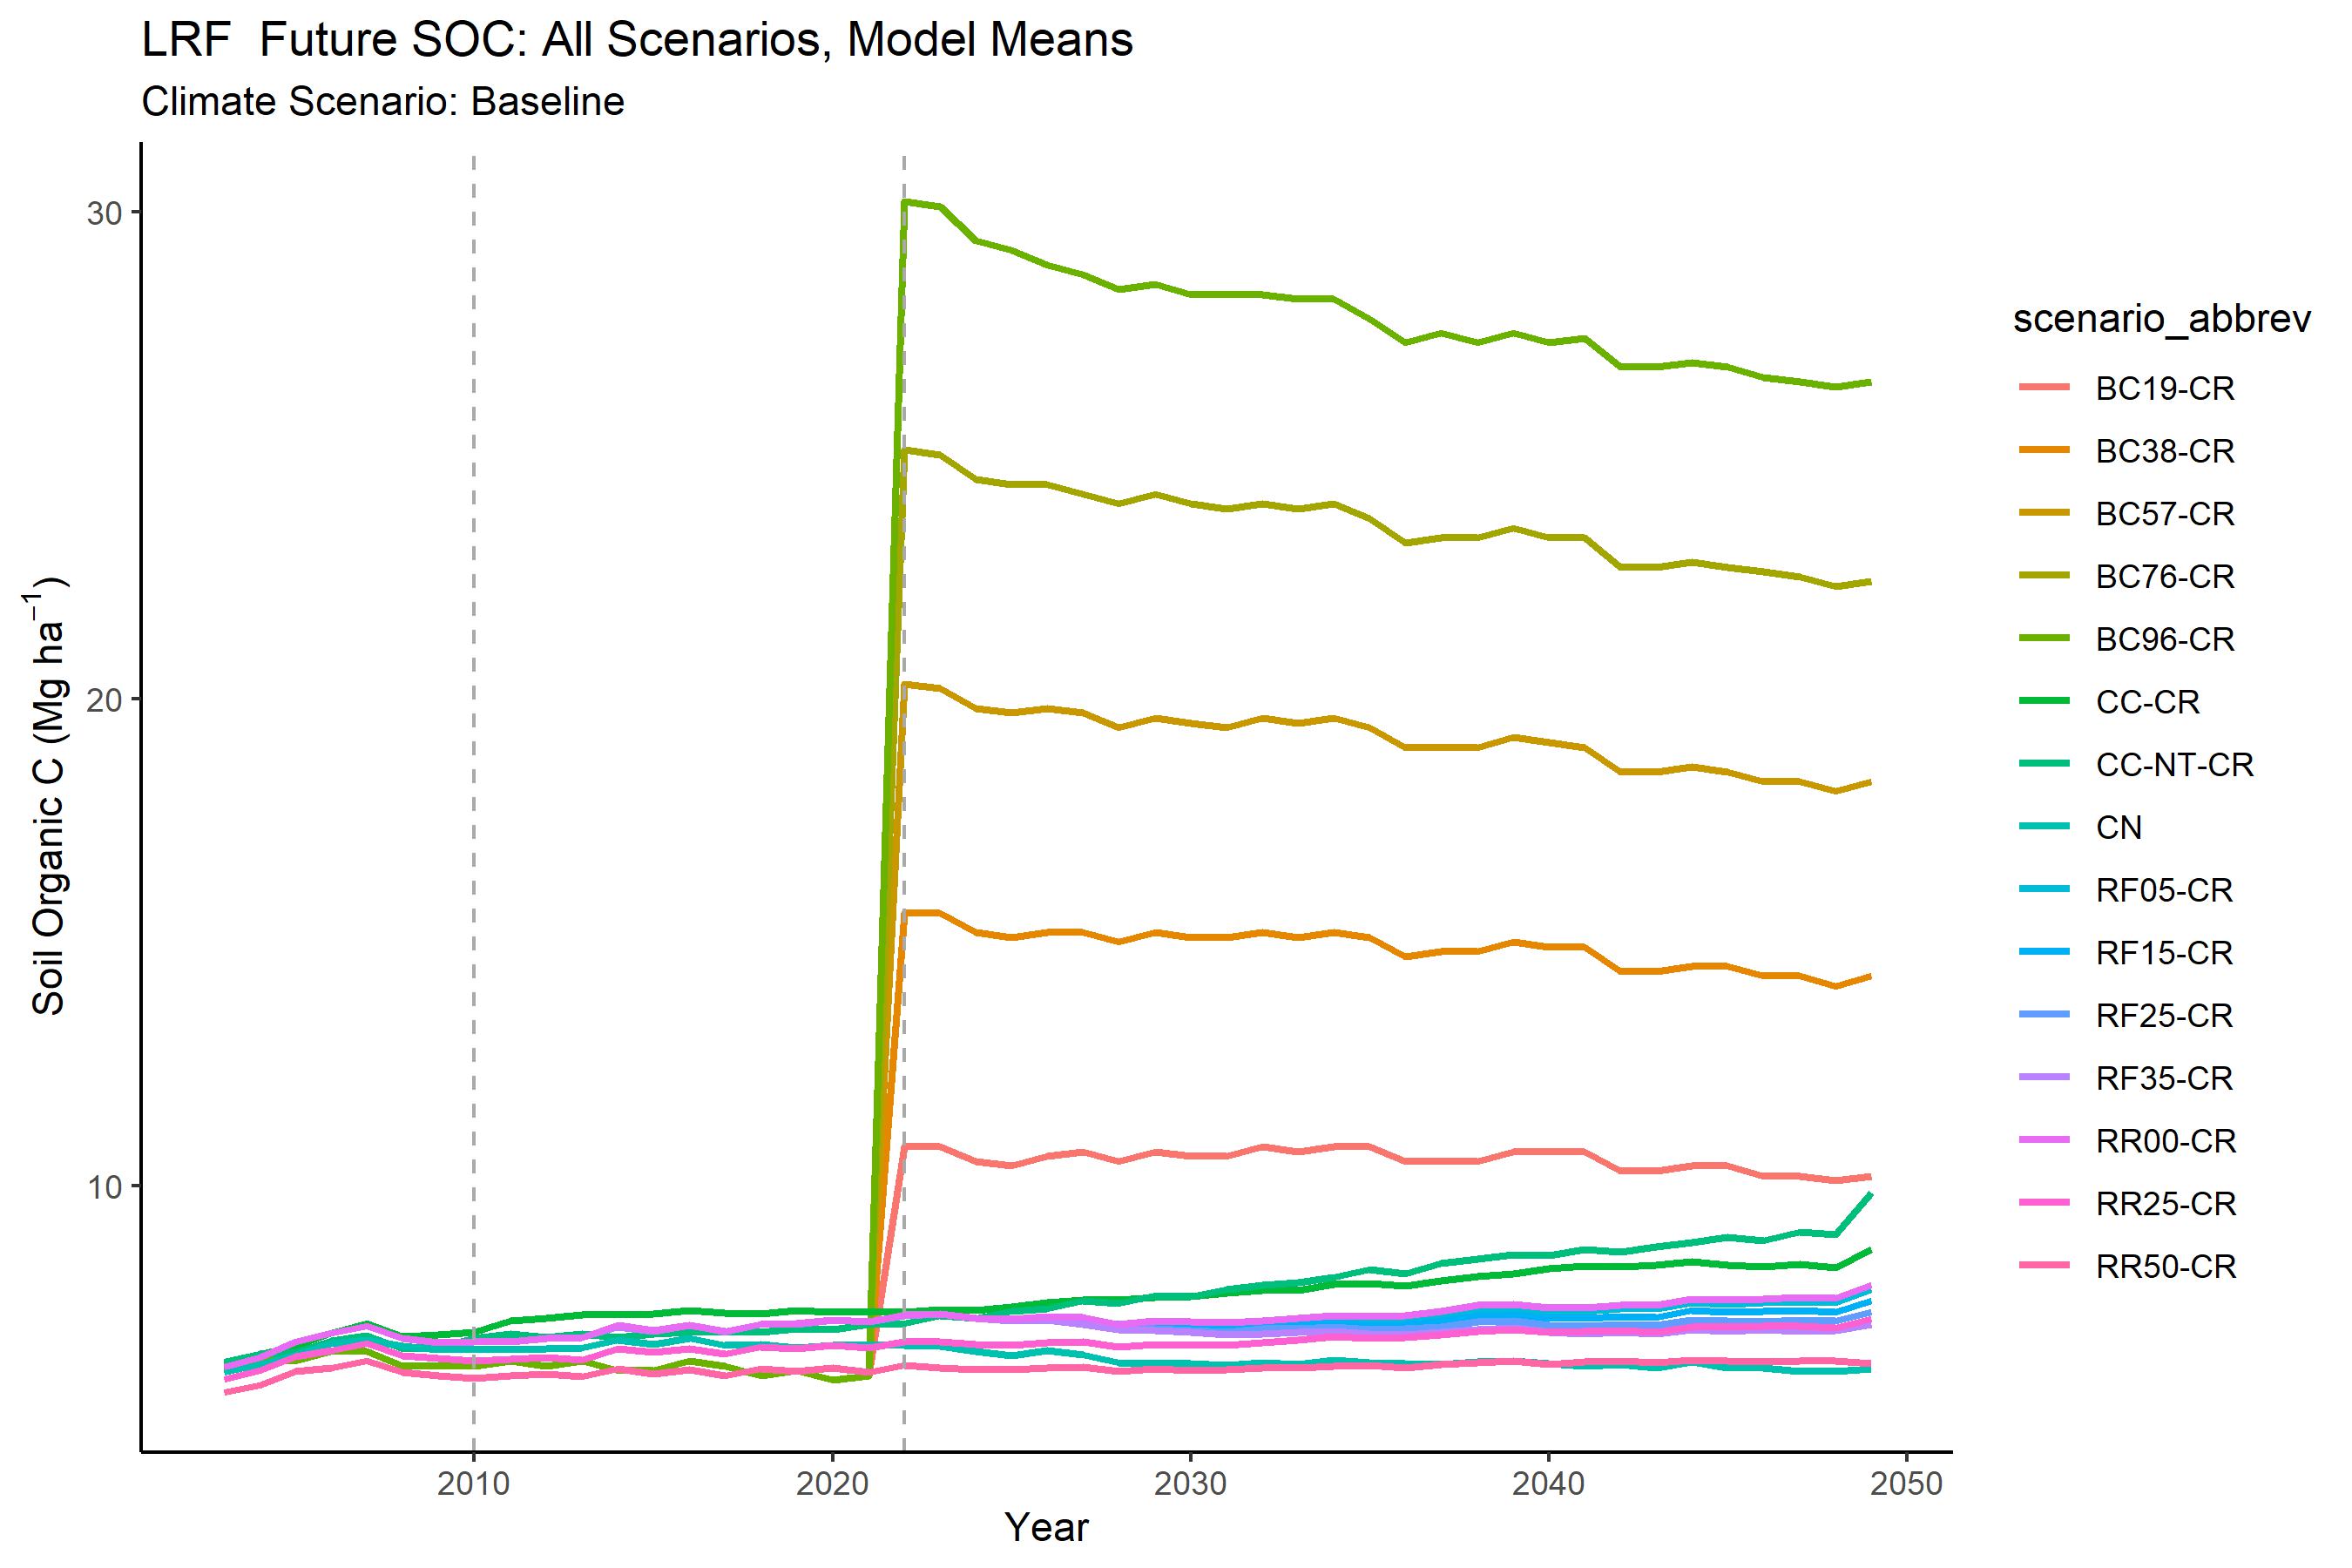 LRF  Future SOC: All Scenarios, Model Means
Climate Scenario: Baseline
30
20
10
Soil Organic C (Mg ha⁻¹)
2010
2020
2030
2040
2050
Year
scenario_abbrev
BC19-CR
BC38-CR
BC57-CR
BC76-CR
BC96-CR
CC-CR
CC-NT-CR
CN
RF05-CR
RF15-CR
RF25-CR
RF35-CR
RR00-CR
RR25-CR
RR50-CR